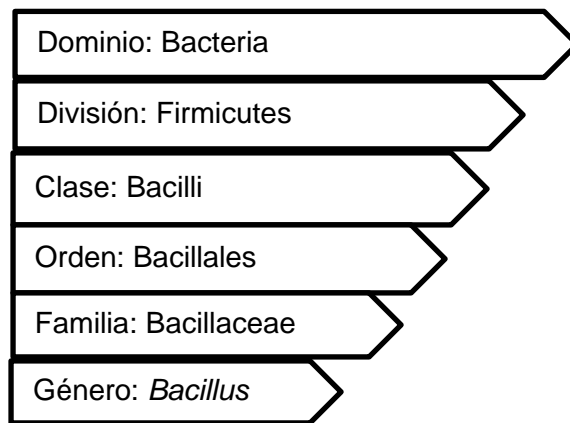 Dominio: Bacteria
División: Firmicutes
Clase: Bacilli
Orden: Bacillales
Familia: Bacillaceae
Género: Bacillus